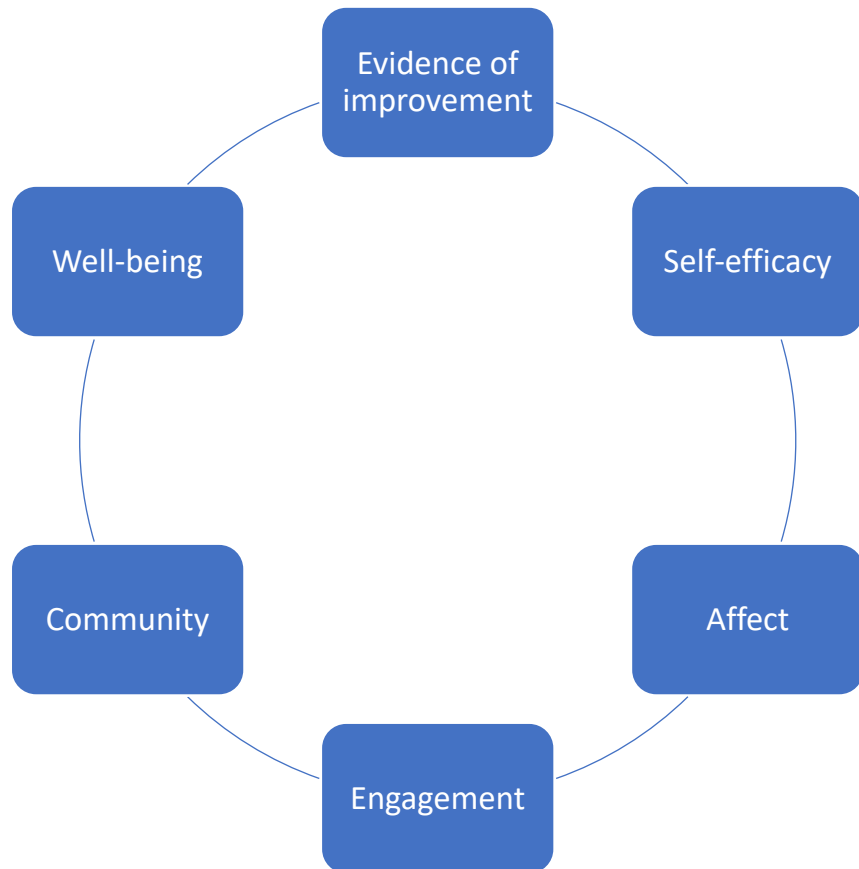 Evidence of
improvement
Self-efficacy
Affect
Engagement
Community
Well-being